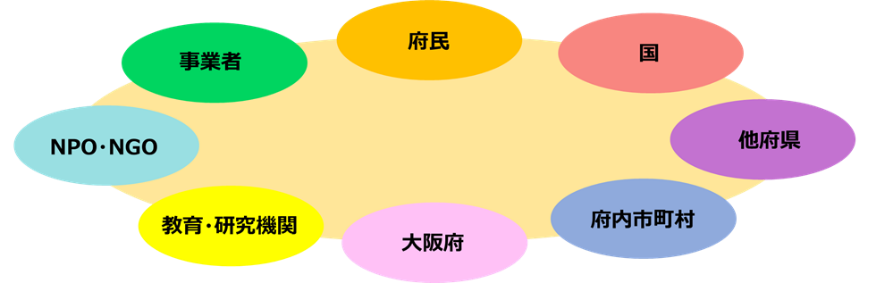 府民
事業者
国
NPO・NGO
他府県
教育・研究機関
府内市町村
大阪府